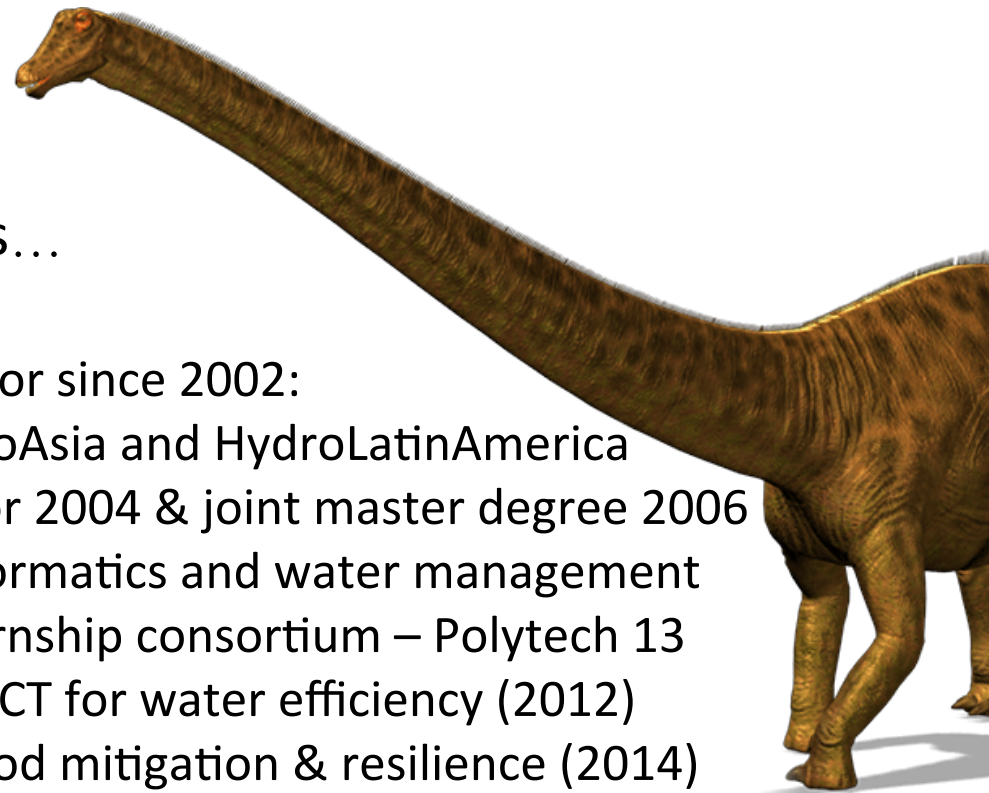 s…
or since 2002:
oAsia and HydroLatinAmerica
r 2004 & joint master degree 2006
ormatics and water management
rnship consortium – Polytech 13
CT for water efficiency (2012)
od mitigation & resilience (2014)